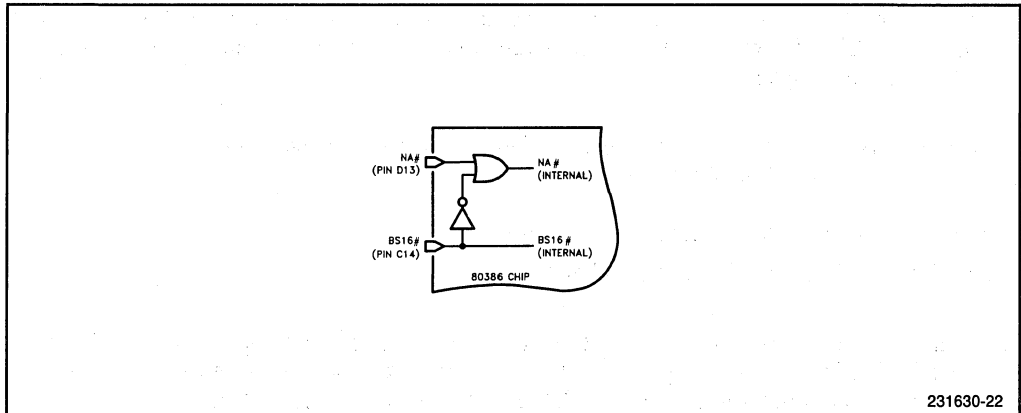 NA#
(PIN D13)
NA #
(INTERNAL)
BS16#
(PIN C14)
BS16 #
(INTERNAL)
80386 CHIP
231630-22